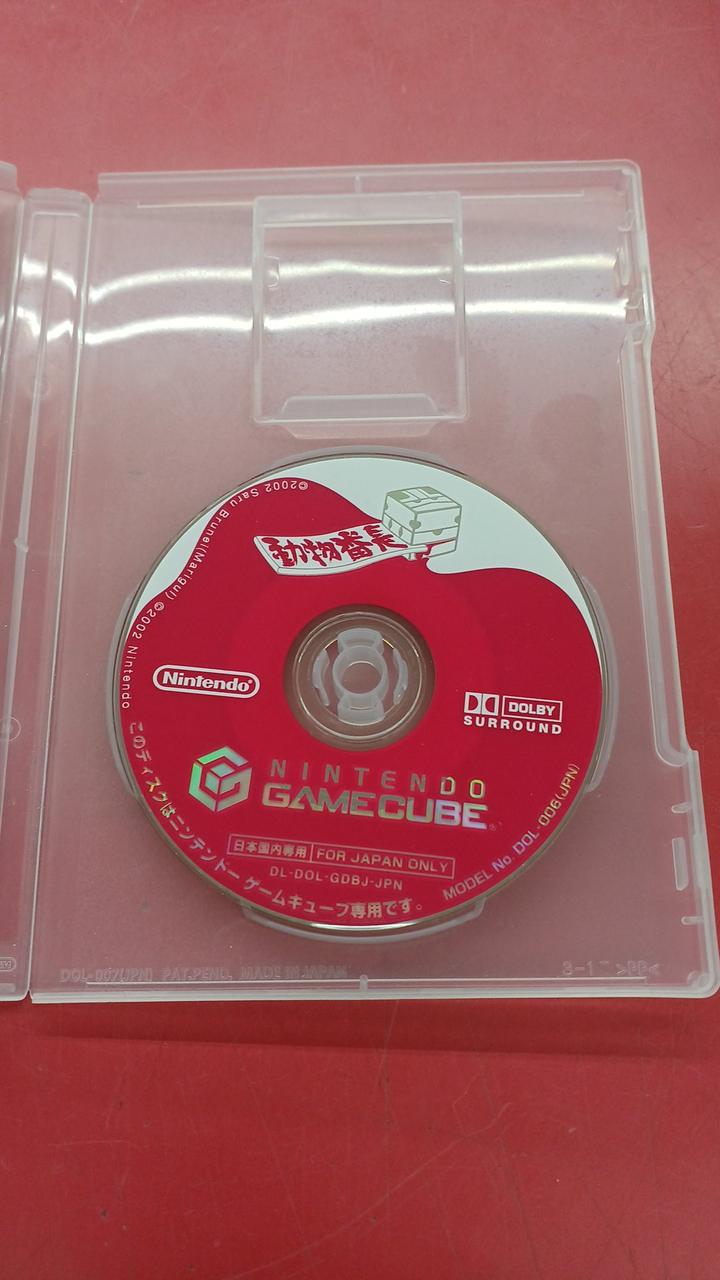 動物番長
©2002 Saru Brunei(Marigul) ©2002 Nintendo
Nintendo®
DOLBY
SURROUND
NINTENDO
GAMECUBE®
日本国内専用 FOR JAPAN ONLY
DL-DOL-GDBJ-JPN
MODEL No. DOL-006(JPN)
このディスクはニンテンドーゲームキューブ専用です。
DOL-007(JPN) PAT.PEND. MADE IN JAPAN
>PP<